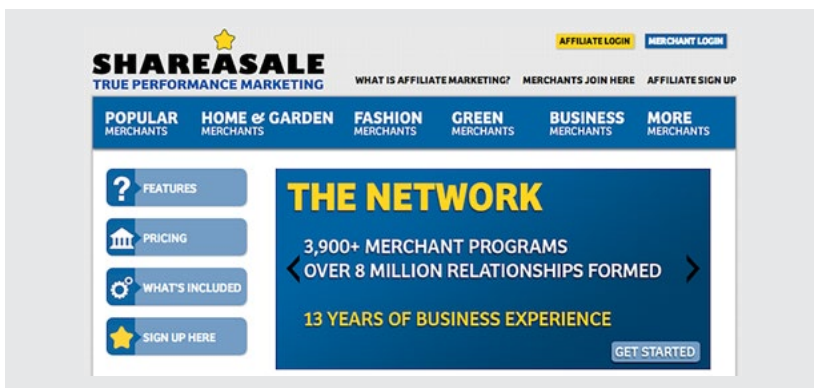 AFFILIATE LOGIN MERCHANT LOGIN
SHAREASALE
TRUE PERFORMANCE MARKETING
WHAT IS AFFILIATE MARKETING? MERCHANTS JOIN HERE AFFILIATE SIGN UP
POPULAR HOME & GARDEN FASHION GREEN BUSINESS MORE
MERCHANTS MERCHANTS MERCHANTS MERCHANTS MERCHANTS MERCHANTS
FEATURES
PRICING
WHAT'S INCLUDED
SIGN UP HERE
THE NETWORK
3,900+ MERCHANT PROGRAMS
OVER 8 MILLION RELATIONSHIPS FORMED
13 YEARS OF BUSINESS EXPERIENCE
GET STARTED